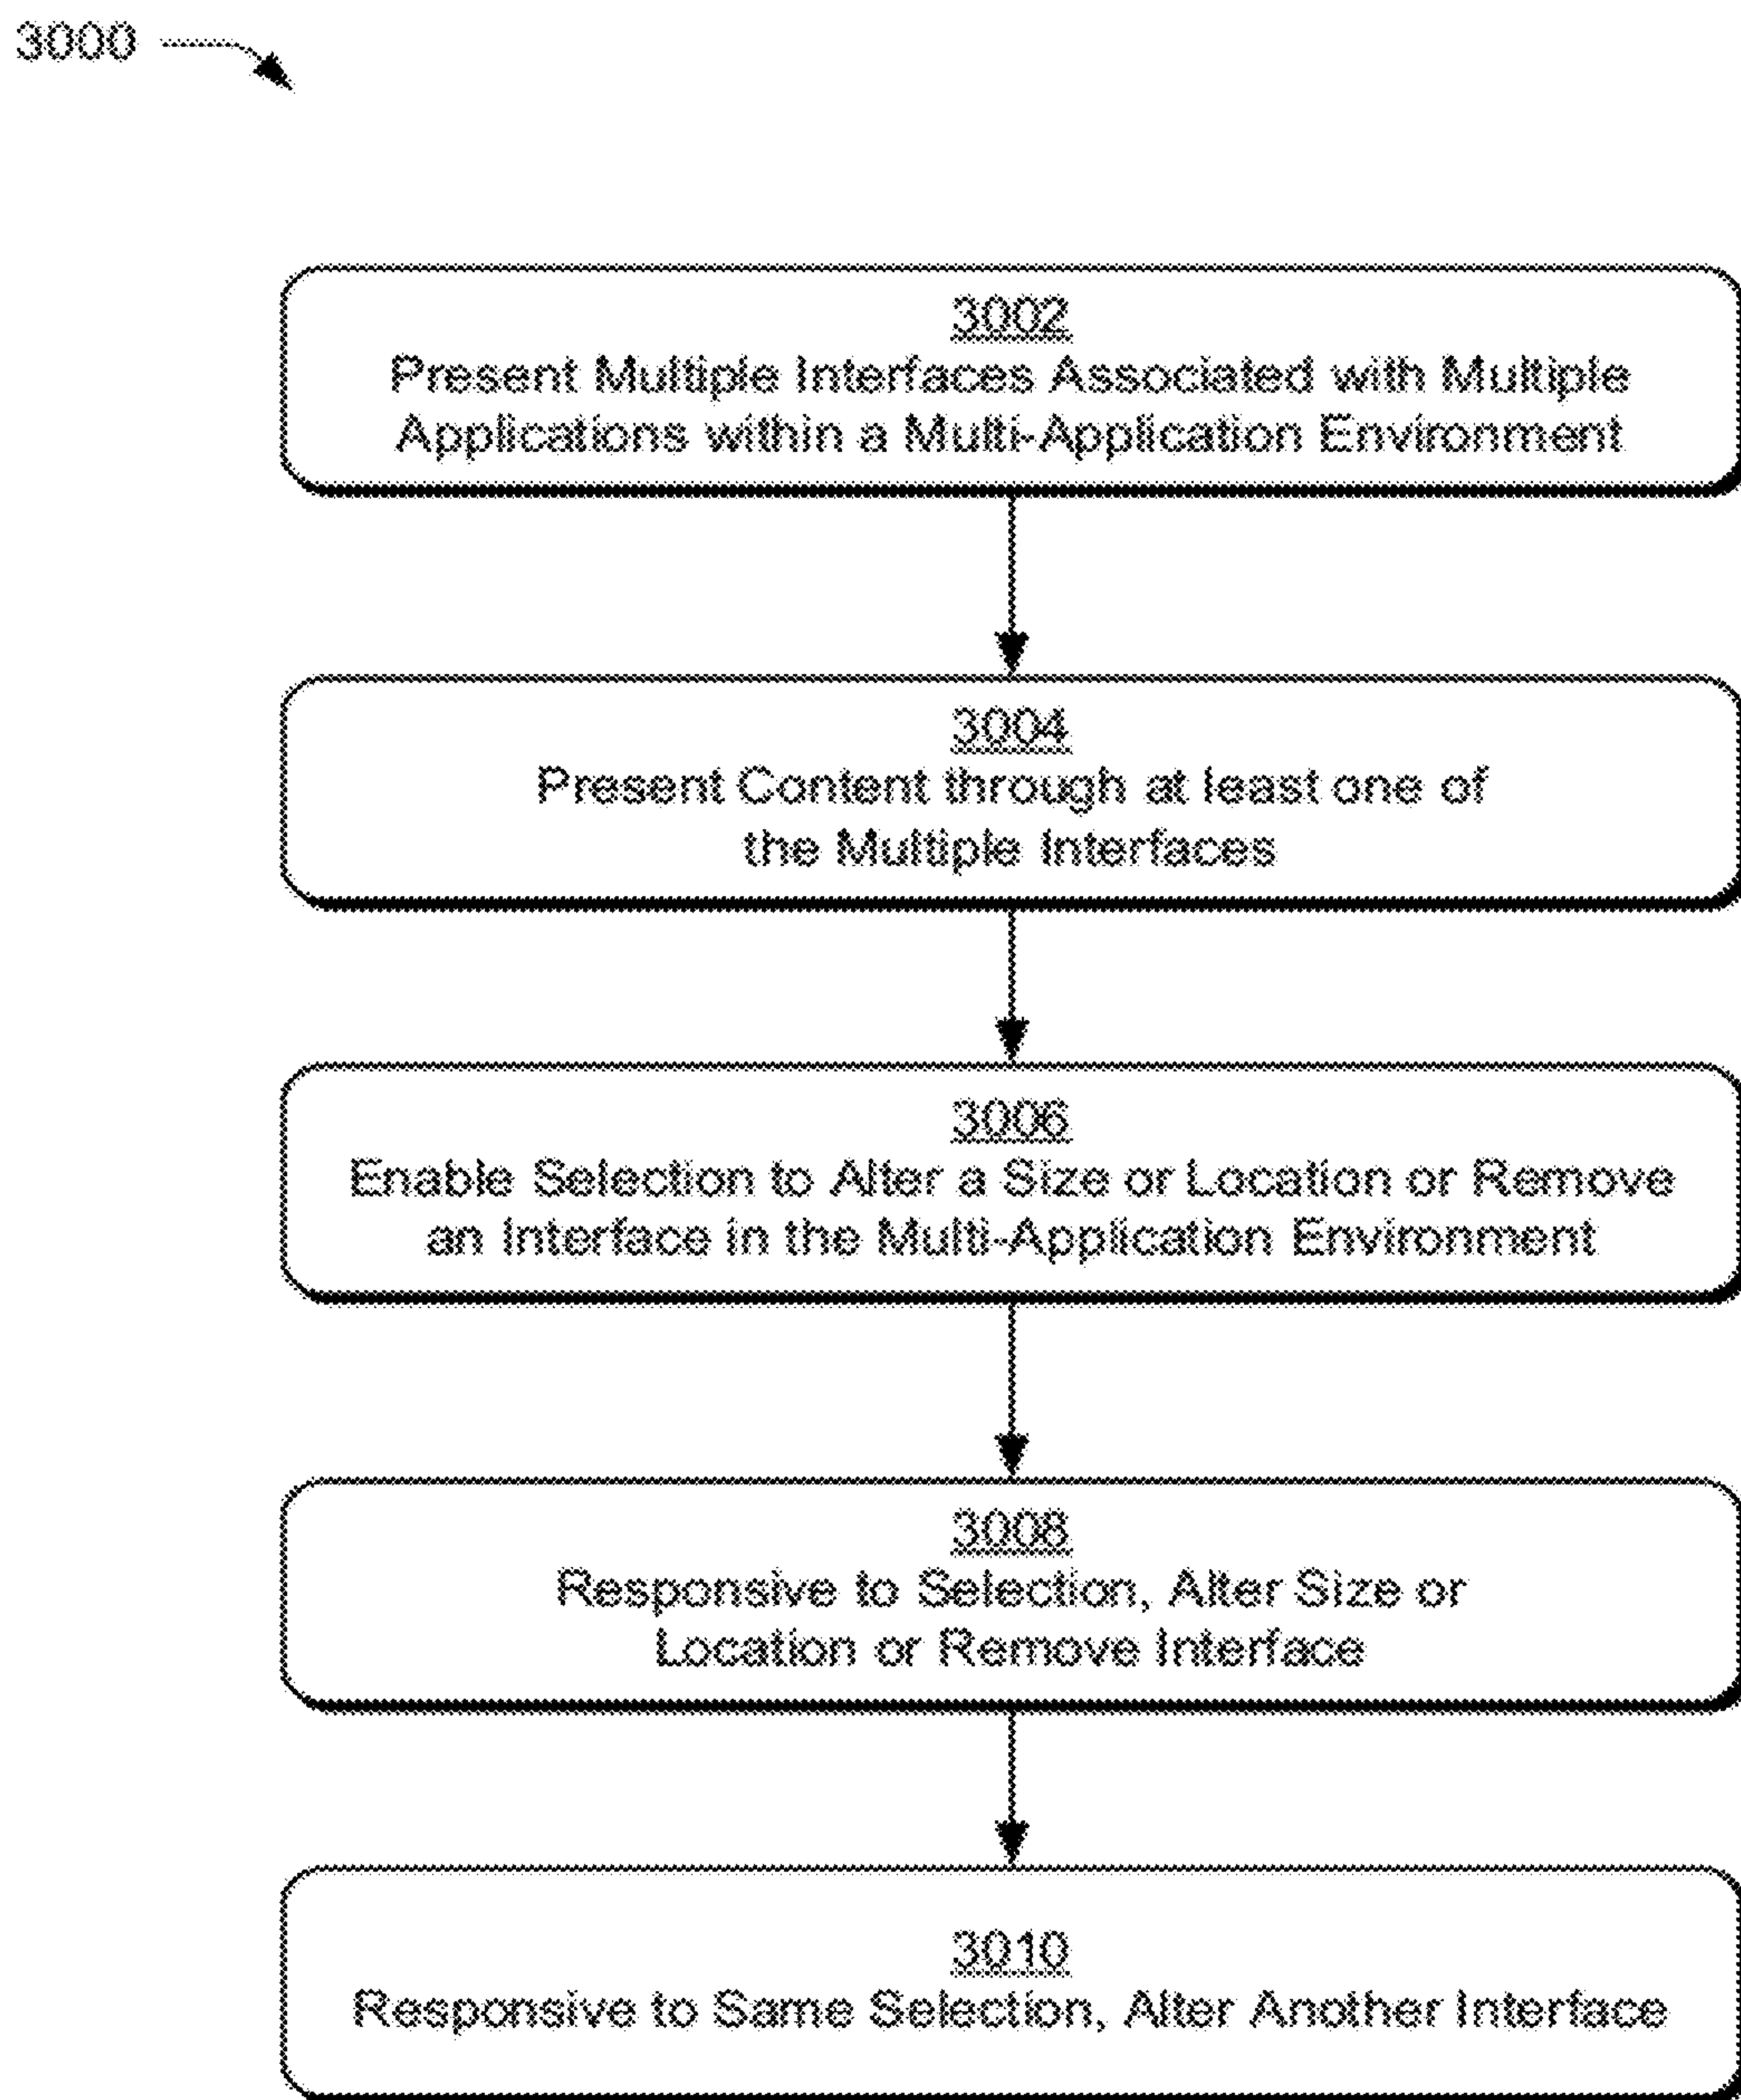 3000
3002
Present Multiple Interfaces Associated with Multiple
Applications within a Multi-Application Environment
3004
Present Content through at least one of
the Multiple Interfaces
3006
Enable Selection to Alter a Size or Location or Remove
an Interface in the Multi-Application Environment
3008
Responsive to Selection, Alter Size or
Location or Remove Interface
3010
Responsive to Same Selection, Alter Another Interface